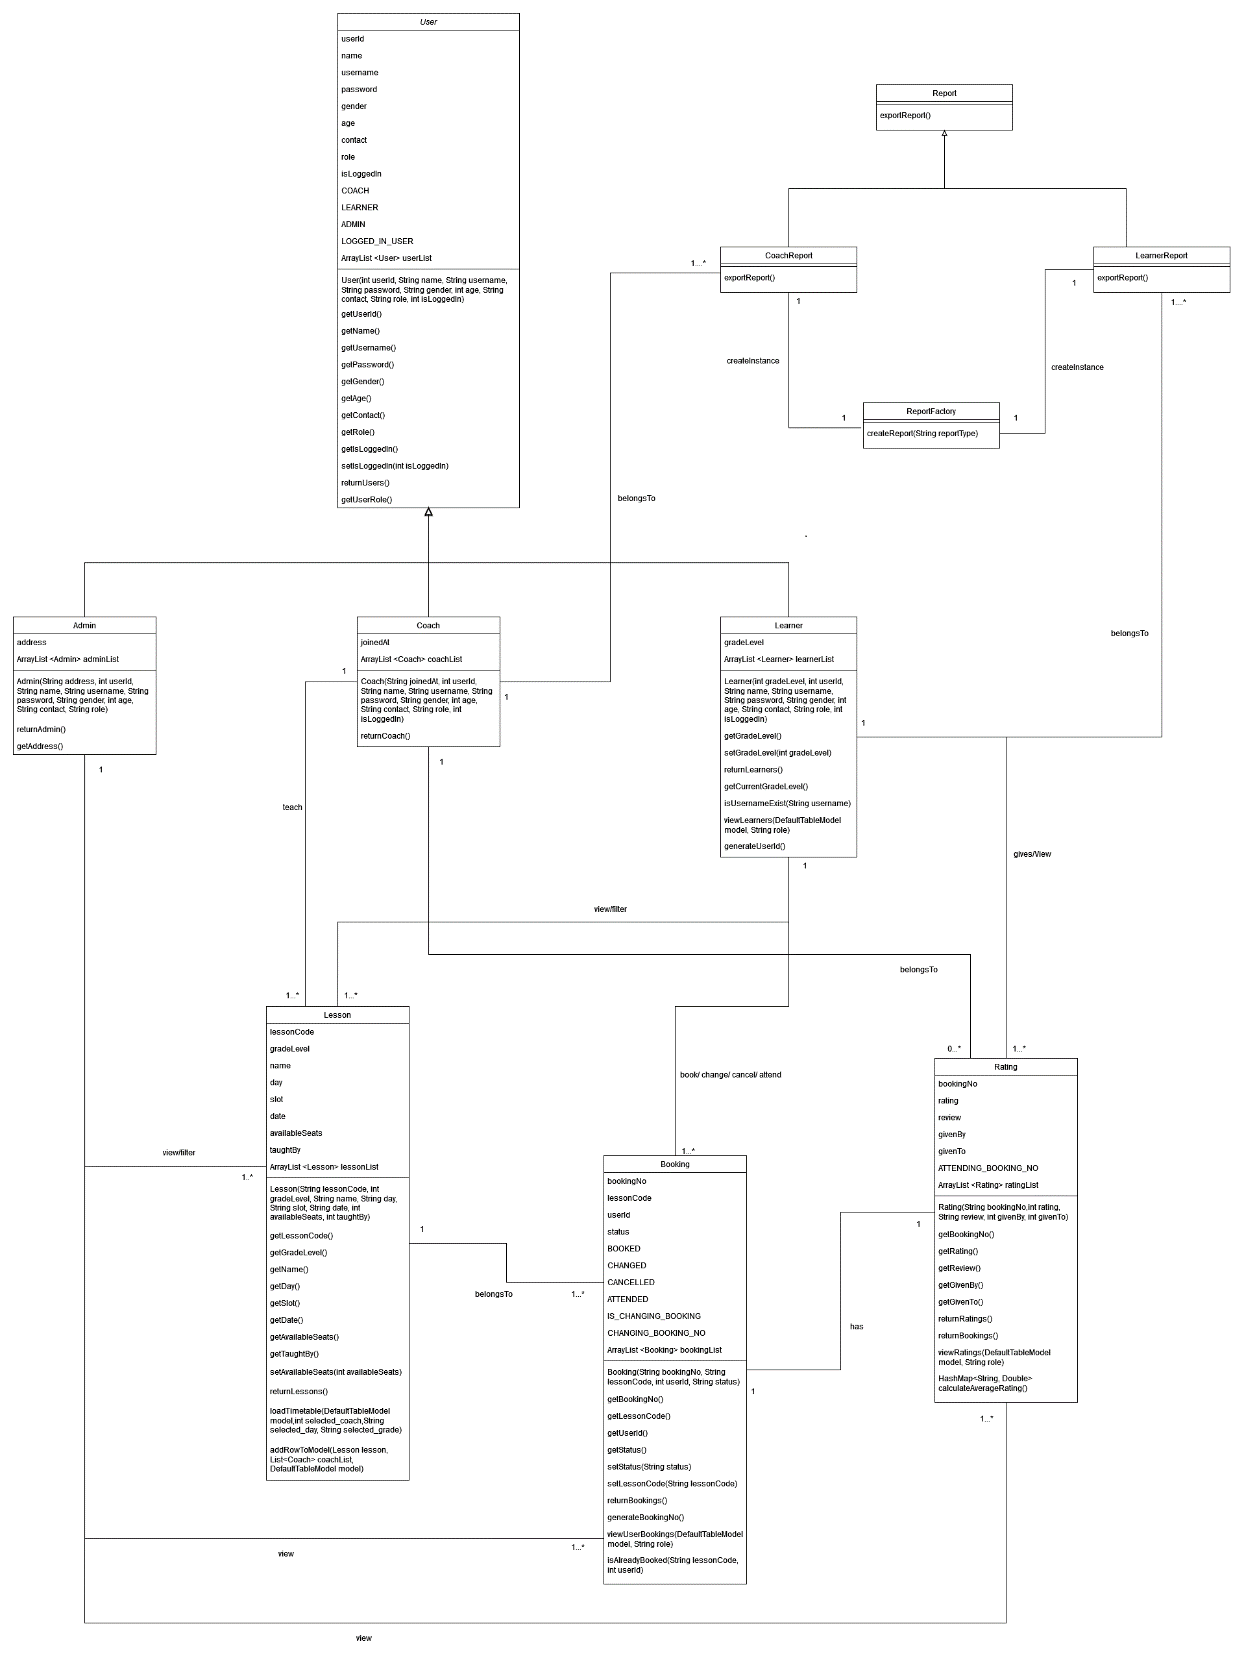 User
userId
name
username
password
gender
age
contact
role
isLoggedIn
COACH
LEARNER
ADMIN
LOGGED_IN_USER
ArrayList <User> userList
User(int userId, String name, String username,
String password, String gender, int age, String
contact, String role, int isLoggedIn)
getUserId()
getName()
getUsername()
getPassword()
getGender()
getAge()
getContact()
getRole()
getIsLoggedIn()
setIsLoggedIn(int isLoggedIn)
returnUsers()
getUserRole()
Report
exportReport()
CoachReport
exportReport()
1...*
1
LearnerReport
exportReport()
1
1...*
createInstance
createInstance
ReportFactory
createReport(String reportType)
1
1
belongsTo
belongsTo
Admin
address
ArrayList <Admin> adminList
Admin(String address, int userId,
String name, String username, String
password, String gender, int age,
String contact, String role)
returnAdmin()
getAddress()
1
Coach
joinedAt
ArrayList <Coach> coachList
Coach(String joinedAt, int userId,
String name, String username, String
password, String gender, int age,
String contact, String role, int
isLoggedIn)
returnCoach()
1
1
1
Learner
gradeLevel
ArrayList <Learner> learnerList
Learner(int gradeLevel, int userId,
String name, String username,
String password, String gender, int
age, String contact, String role, int
isLoggedIn)
getGradeLevel()
setGradeLevel(int gradeLevel)
returnLearners()
getCurrentGradeLevel()
isUsernameExist(String username)
viewLearners(DefaultTableModel
model, String role)
generateUserId()
1
1
teach
gives/View
view/filter
belongsTo
1...*
1...*
0...*
1...*
Lesson
lessonCode
gradeLevel
name
day
slot
date
availableSeats
taughtBy
ArrayList <Lesson> lessonList
Lesson(String lessonCode, int
gradeLevel, String name, String day,
String slot, String date, int
availableSeats, int taughtBy)
getLessonCode()
getGradeLevel()
getName()
getDay()
getSlot()
getDate()
getAvailableSeats()
getTaughtBy()
setAvailableSeats(int availableSeats)
returnLessons()
loadTimetable(DefaultTableModel
model,int selected_coach,String
selected_day, String selected_grade)
addRowToModel(Lesson lesson,
List<Coach> coachList,
DefaultTableModel model)
view/filter
1..*
1
belongsTo
1...*
book/ change/ cancel/ attend
1...*
Booking
bookingNo
lessonCode
userId
status
BOOKED
CHANGED
CANCELLED
ATTENDED
IS_CHANGING_BOOKING
CHANGING_BOOKING_NO
ArrayList <Booking> bookingList
Booking(String bookingNo, String
lessonCode, int userId, String status)
getBookingNo()
getLessonCode()
getUserId()
getStatus()
setStatus(String status)
setLessonCode(String lessonCode)
returnBookings()
generateBookingNo()
viewUserBookings(DefaultTableModel
model, String role)
isAlreadyBooked(String lessonCode,
int userId)
Rating
bookingNo
rating
review
givenBy
givenTo
ATTENDING_BOOKING_NO
ArrayList <Rating> ratingList
Rating(String bookingNo,int rating,
String review, int givenBy, int givenTo)
getBookingNo()
getRating()
getReview()
getGivenBy()
getGivenTo()
returnRatings()
returnBookings()
viewRatings(DefaultTableModel
model, String role)
HashMap<String, Double>
calculateAverageRating()
1
has
1
1...*
view
1...*
view